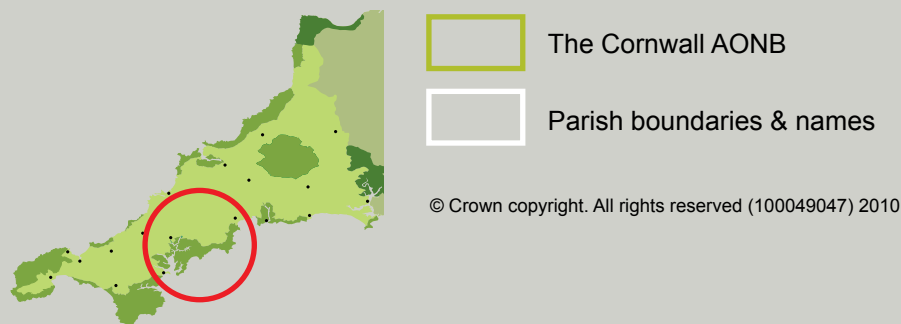 The Cornwall AONB
Parish boundaries & names
© Crown copyright. All rights reserved (100049047) 2010